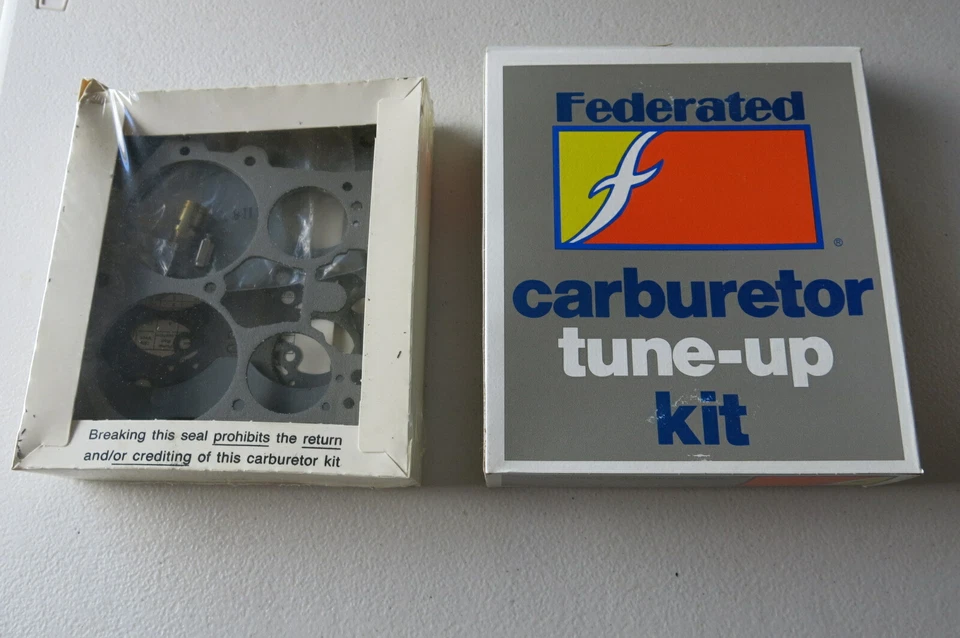 Breaking this seal prohibits the return
and/or crediting of this carburetor kit
Federated
®
carburetor
tune-up
kit